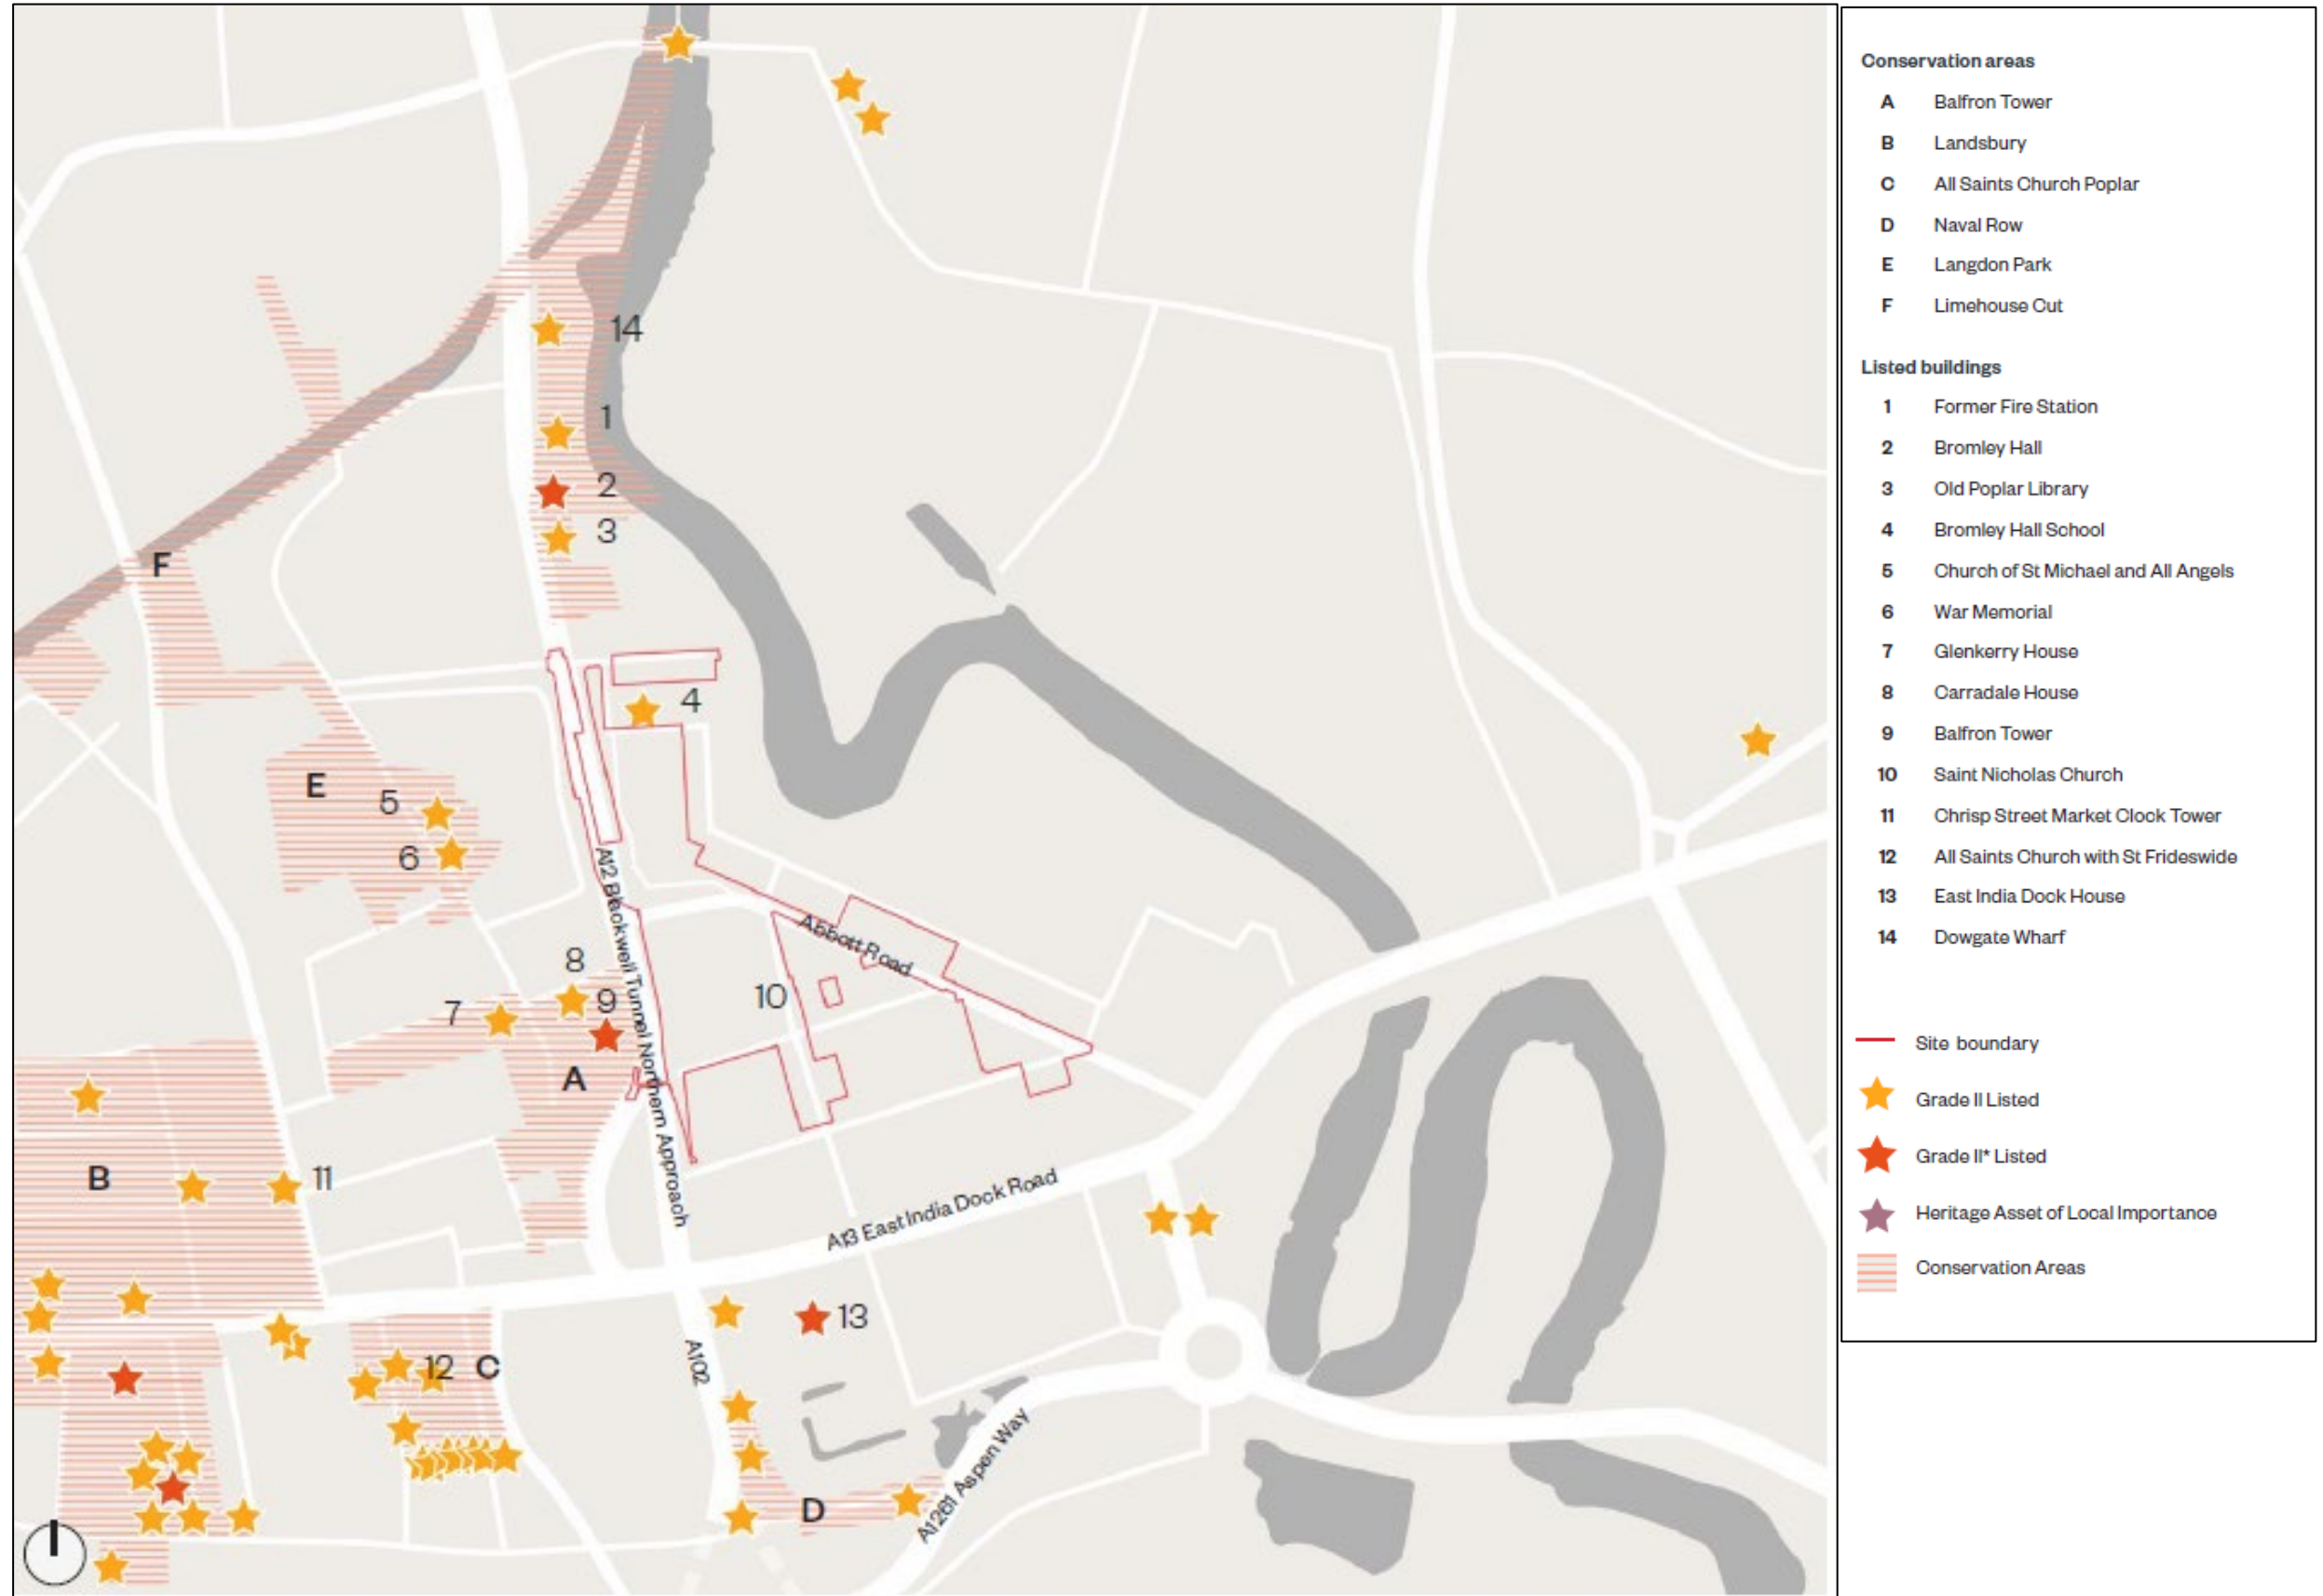 14
1
2
3
F
4
E
5
6
A12 Blackwell Tunnel Northern Approach
Abbott Road
8
7
9
10
A
B
11
A13 East India Dock Road
13
A102
12
C
D
A1261 Aspen Way
Conservation areas
A Balfron Tower
B Landsbury
C All Saints Church Poplar
D Naval Row
E Langdon Park
F Limehouse Cut
Listed buildings
1 Former Fire Station
2 Bromley Hall
3 Old Poplar Library
4 Bromley Hall School
5 Church of St Michael and All Angels
6 War Memorial
7 Glenkerry House
8 Carradale House
9 Balfron Tower
10 Saint Nicholas Church
11 Chrisp Street Market Clock Tower
12 All Saints Church with St Frideswide
13 East India Dock House
14 Dowgate Wharf
Site boundary
Grade II Listed
Grade II* Listed
Heritage Asset of Local Importance
Conservation Areas